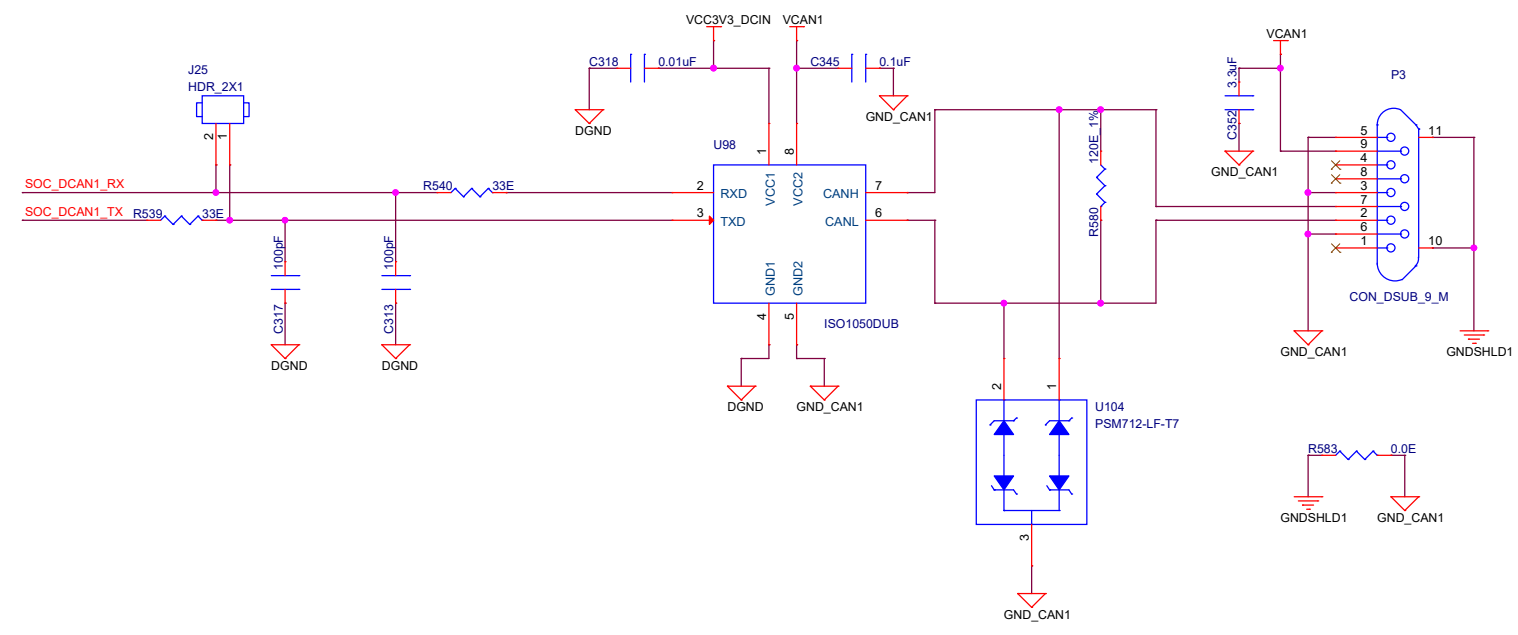 VCC3V3_DCIN
VCAN1
VCAN1
C318
0.01uF
C345
0.1uF
J25
HDR_2X1
2
1
DGND
GND_CAN1
3.3uF
C352
GND_CAN1
P3
U98
1
8
120E_1%
R580
5
9
4
8
3
7
2
6
1
11
10
SOC_DCAN1_RX
R540
33E
2
RXD
VCC1
VCC2
CANH
7
SOC_DCAN1_TX
R539
33E
3
TXD
CANL
6
100pF
C317
100pF
C313
GND1
GND2
4
5
ISO1050DUB
CON_DSUB_9_M
DGND
DGND
GND_CAN1
GNDSHLD1
DGND
GND_CAN1
2
1
U104
PSM712-LF-T7
3
GND_CAN1
R583
0.0E
GNDSHLD1
GND_CAN1